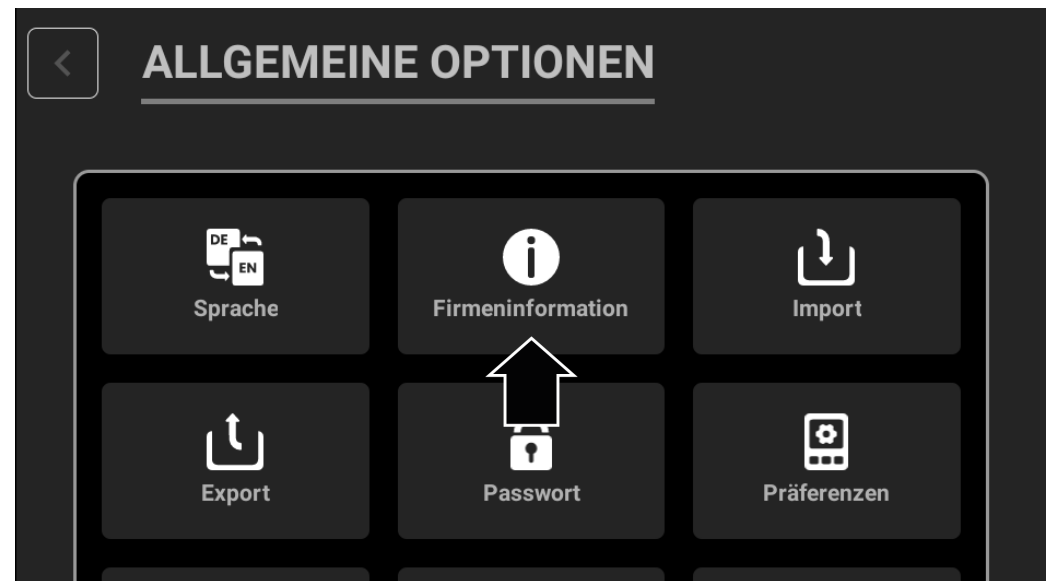 ALLGEMEINE OPTIONEN
DE
EN
Sprache
Firmeninformation
Import
Export
Passwort
Präferenzen